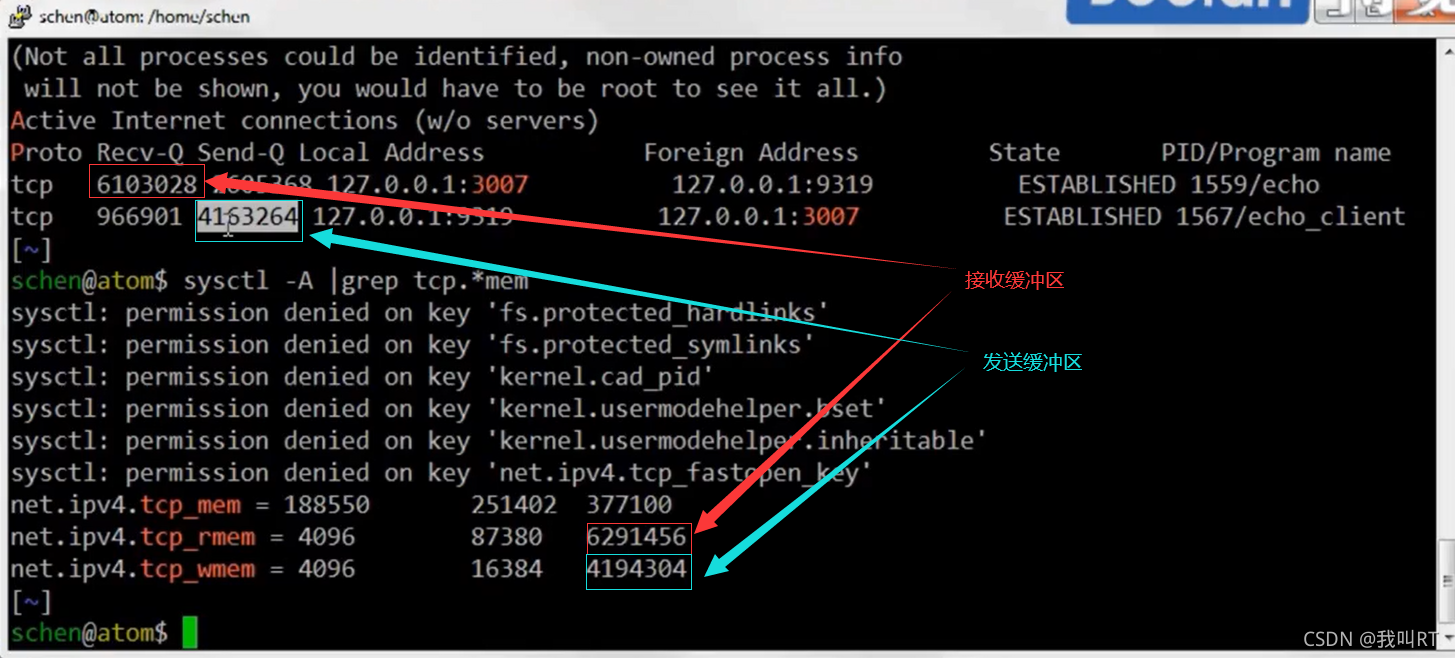 schen@atom: /home/schen
(Not all processes could be identified, non-owned process info
will not be shown, you would have to be root to see it all.)
Active Internet connections (w/o servers)
Proto Recv-Q Send-Q Local Address Foreign Address State PID/Program name
tcp 6103028 2605368 127.0.0.1:3007 127.0.0.1:9319 ESTABLISHED 1559/echo
tcp 966901 4163264 127.0.0.1:9319 127.0.0.1:3007 ESTABLISHED 1567/echo_client
[~]
schen@atom$ sysctl -A |grep tcp.*mem
接收缓冲区
sysctl: permission denied on key 'fs.protected_hardlinks'
sysctl: permission denied on key 'fs.protected_symlinks'
发送缓冲区
sysctl: permission denied on key 'kernel.cad_pid'
sysctl: permission denied on key 'kernel.usermodehelper.bset'
sysctl: permission denied on key 'kernel.usermodehelper.inheritable'
sysctl: permission denied on key 'net.ipv4.tcp_fastopen_key'
net.ipv4.tcp_mem = 188550 251402 377100
net.ipv4.tcp_rmem = 4096 87380 6291456
net.ipv4.tcp_wmem = 4096 16384 4194304
[~]
schen@atom$
CSDN @我叫RT